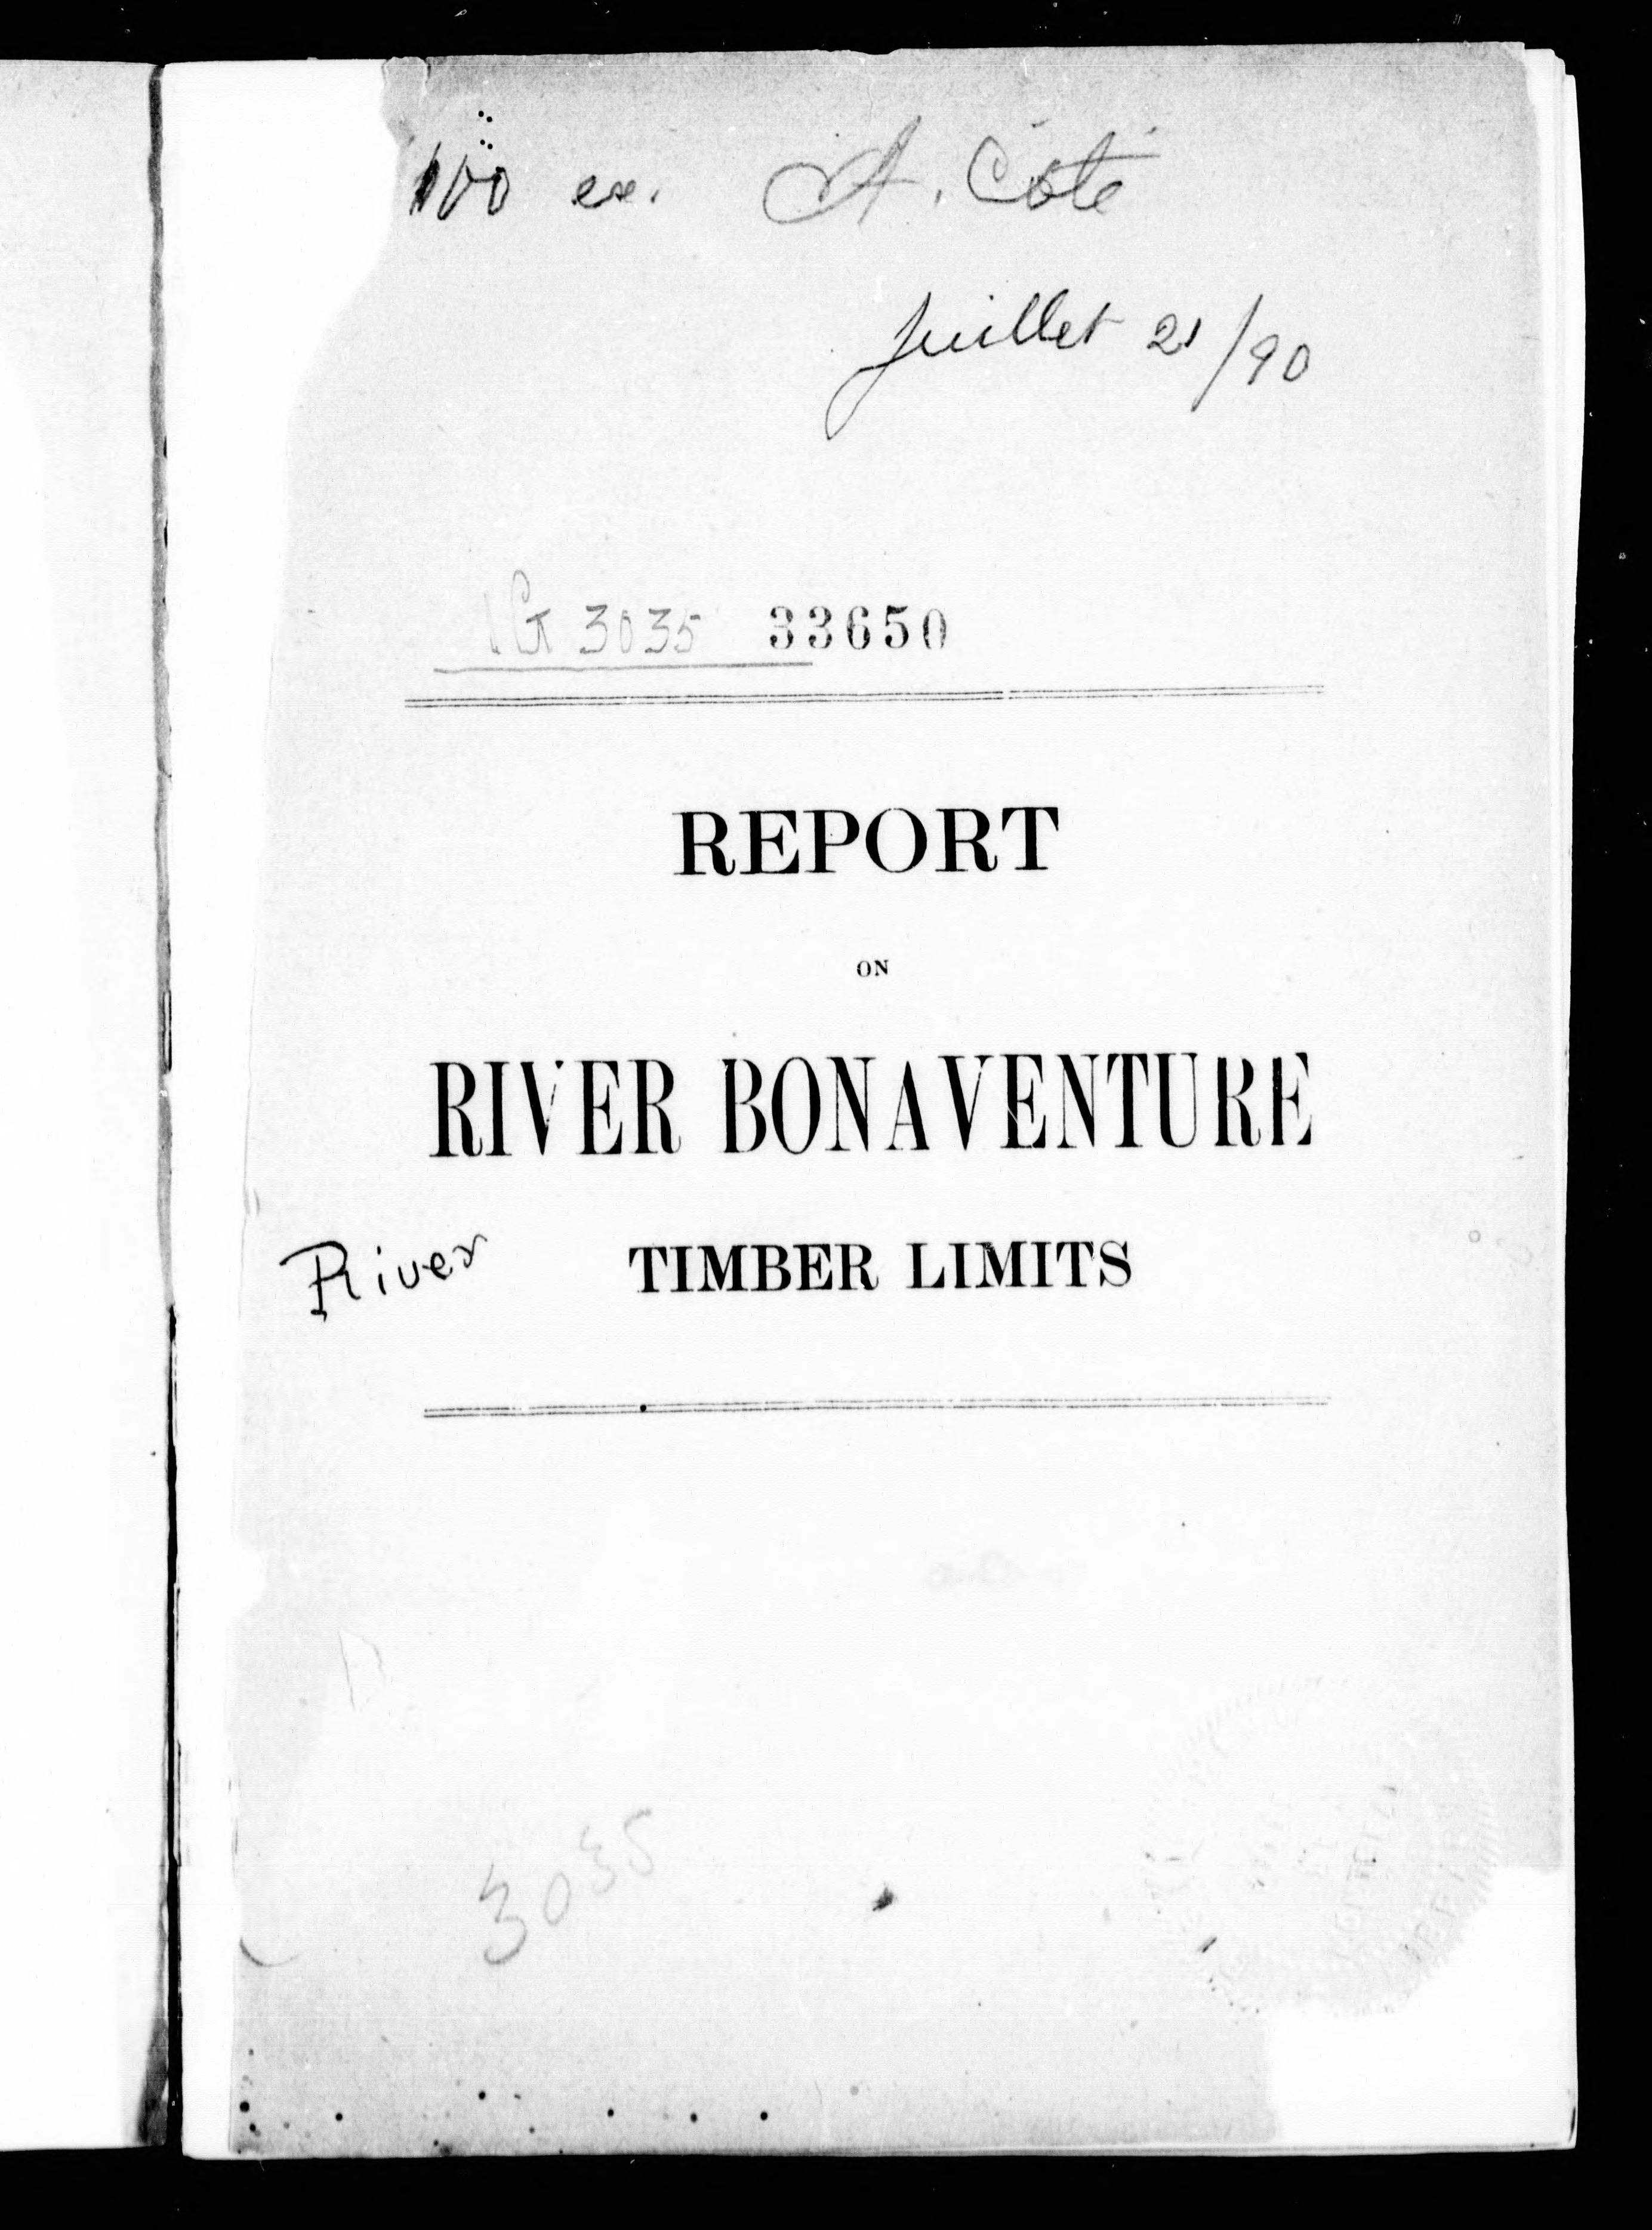 100 ex. A. Côté
Juillet 21/90
3035 33650
REPORT
ON
RIVER BONAVENTURE
River TIMBER LIMITS
3035